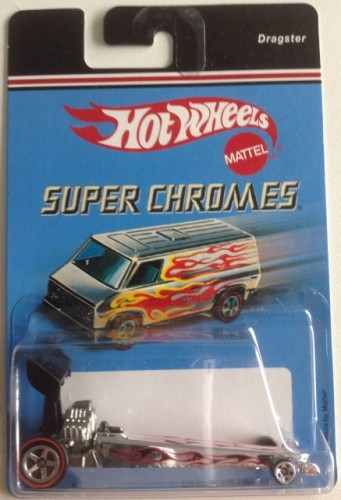 Dragster
Hot Wheels
MATTEL
SUPER CHROMES